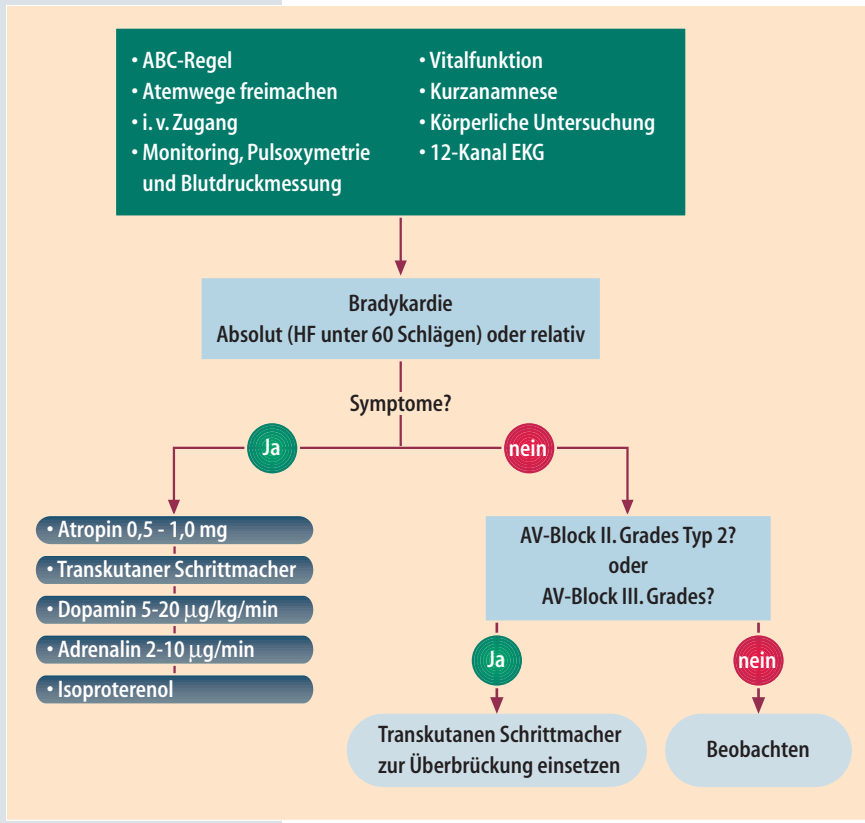 • ABC-Regel
• Atemwege freimachen
• i. v. Zugang
• Monitoring, Pulsoxymetrie
und Blutdruckmessung
• Vitalfunktion
• Kurzanamnese
• Körperliche Untersuchung
• 12-Kanal EKG
Bradykardie
Absolut (HF unter 60 Schlägen) oder relativ
Symptome?
Ja
nein
• Atropin 0,5 - 1,0 mg
• Transkutaner Schrittmacher
• Dopamin 5-20 µg/kg/min
• Adrenalin 2-10 µg/min
• Isoproterenol
AV-Block II. Grades Typ 2?
oder
AV-Block III. Grades?
Ja
nein
Transkutanen Schrittmacher
zur Überbrückung einsetzen
Beobachten